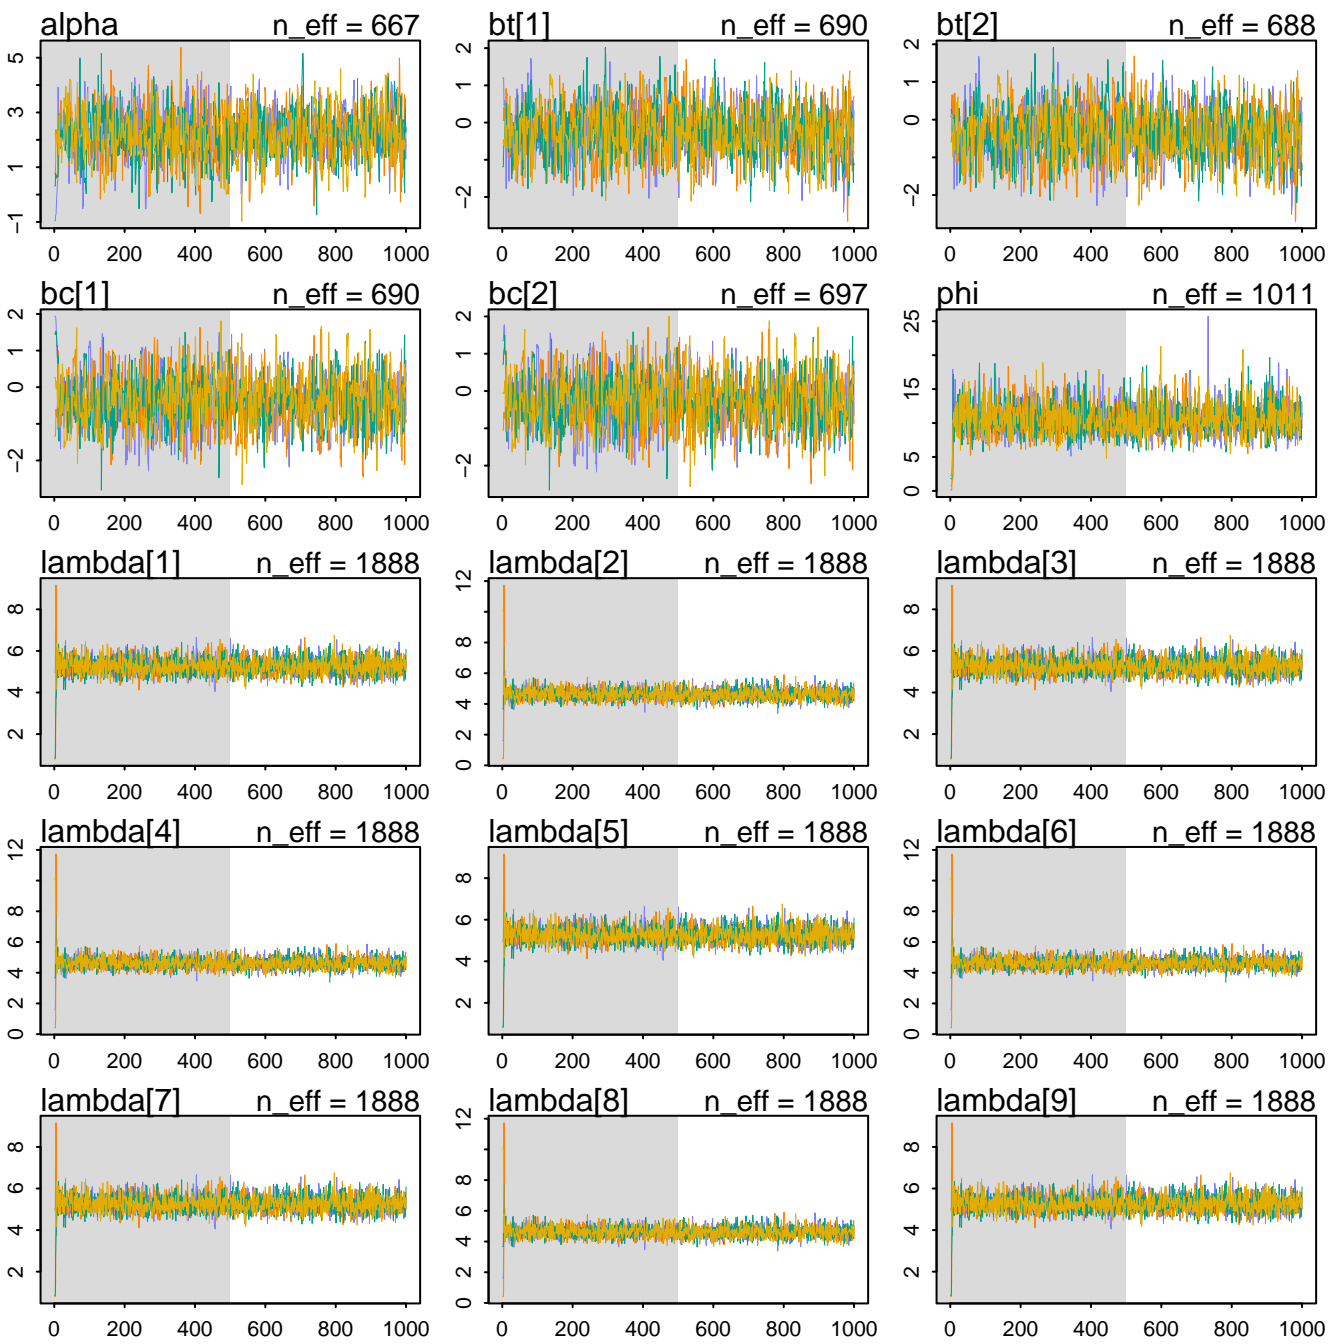 alpha n_eff = 667 bt[1] n_eff = 690 bt[2] n_eff = 688
5 3 1 −1 2 0 −2 2 0 −2
0 200 400 600 800 1000 0 200 400 600 800 1000 0 200 400 600 800 1000
bc[1] n_eff = 690 bc[2] n_eff = 697 phi n_eff = 1011
2 1 0 −2 2 1 0 −2 25 15 5 0
0 200 400 600 800 1000 0 200 400 600 800 1000 0 200 400 600 800 1000
lambda[1] n_eff = 1888 lambda[2] n_eff = 1888 lambda[3] n_eff = 1888
8 6 4 2 12 8 6 4 2 0 8 6 4 2
0 200 400 600 800 1000 0 200 400 600 800 1000 0 200 400 600 800 1000
lambda[4] n_eff = 1888 lambda[5] n_eff = 1888 lambda[6] n_eff = 1888
12 8 6 4 2 0 8 6 4 2 12 8 6 4 2 0
0 200 400 600 800 1000 0 200 400 600 800 1000 0 200 400 600 800 1000
lambda[7] n_eff = 1888 lambda[8] n_eff = 1888 lambda[9] n_eff = 1888
8 6 4 2 12 8 6 4 2 0 8 6 4 2
0 200 400 600 800 1000 0 200 400 600 800 1000 0 200 400 600 800 1000